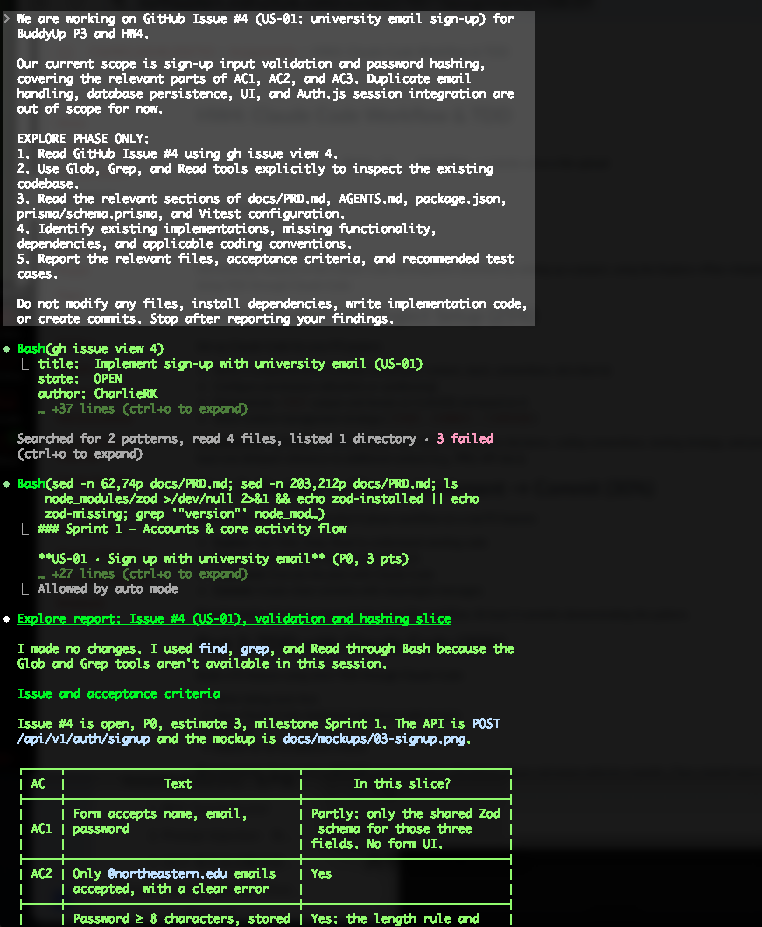 > We are working on GitHub Issue #4 (US-01: university email sign-up) for
BuddyUp P3 and HW4.
Our current scope is sign-up input validation and password hashing,
covering the relevant parts of AC1, AC2, and AC3. Duplicate email
handling, database persistence, UI, and Auth.js session integration are
out of scope for now.
EXPLORE PHASE ONLY:
1. Read GitHub Issue #4 using gh issue view 4.
2. Use Glob, Grep, and Read tools explicitly to inspect the existing
codebase.
3. Read the relevant sections of docs/PRD.md, AGENTS.md, package.json,
prisma/schema.prisma, and Vitest configuration.
4. Identify existing implementations, missing functionality,
dependencies, and applicable coding conventions.
5. Report the relevant files, acceptance criteria, and recommended test
cases.
Do not modify any files, install dependencies, write implementation code,
or create commits. Stop after reporting your findings.
● Bash(gh issue view 4)
⎿ title:  Implement sign-up with university email (US-01)
state:  OPEN
author: CharlieRK
… +37 lines (ctrl+o to expand)
Searched for 2 patterns, read 4 files, listed 1 directory · 3 failed
(ctrl+o to expand)
● Bash(sed -n 62,74p docs/PRD.md; sed -n 203,212p docs/PRD.md; ls
node_modules/zod >/dev/null 2>&1 && echo zod-installed || echo
zod-missing; grep '"version"' node_mod…)
⎿ ### Sprint 1 — Accounts & core activity flow
**US-01 · Sign up with university email** (P0, 3 pts)
… +27 lines (ctrl+o to expand)
⎿ Allowed by auto mode
● Explore report: Issue #4 (US-01), validation and hashing slice
I made no changes. I used find, grep, and Read through Bash because the
Glob and Grep tools aren't available in this session.
Issue and acceptance criteria
Issue #4 is open, P0, estimate 3, milestone Sprint 1. The API is POST
/api/v1/auth/signup and the mockup is docs/mockups/03-signup.png.
AC | Text | In this slice?
AC1 | Form accepts name, email, | Partly: only the shared Zod
password | schema for those three
fields. No form UI.
AC2 | Only @northeastern.edu emails | Yes
accepted, with a clear error
Password ≥ 8 characters, stored | Yes: the length rule and